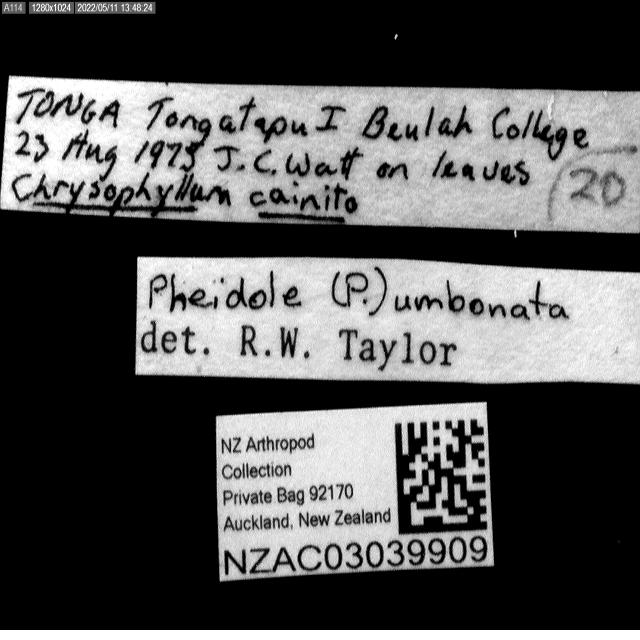 A114 1280x1024 2022/05/11 13:48:24
TONGA Tongatapu I Beulah College
23 Aug 1975 J.C. Watt on leaves
Chrysophyllum cainito
20
Pheidole (P.) umbonata
det. R.W. Taylor
NZ Arthropod
Collection
Private Bag 92170
Auckland, New Zealand
NZAC03039909